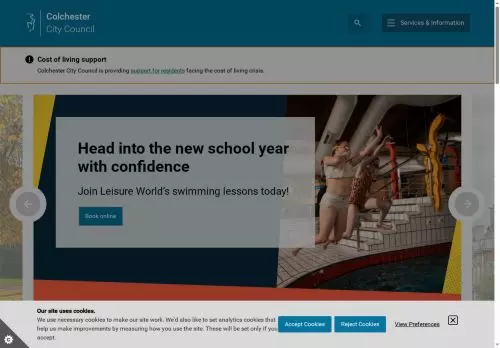 Colchester
City Council
Services & Information
Cost of living support
Colchester City Council is providing support for residents facing the cost of living crisis.
Head into the new school year
with confidence
Join Leisure World's swimming lessons today!
Book online
Our site uses cookies.
We use necessary cookies to make our site work. We'd also like to set analytics cookies that
help us make improvements by measuring how you use the site. These will be set only if you
accept.
Accept Cookies
Reject Cookies
View Preferences